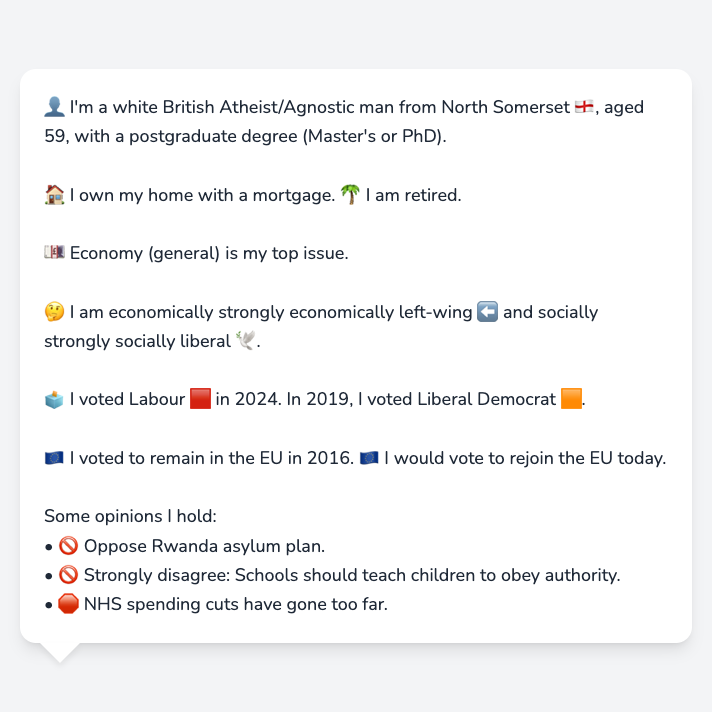 👤 I'm a white British Atheist/Agnostic man from North Somerset 🏴󠁧󠁢󠁥󠁮󠁧󠁿, aged
59, with a postgraduate degree (Master's or PhD).
🏠 I own my home with a mortgage. 🌴 I am retired.
💷 Economy (general) is my top issue.
🤔 I am economically strongly economically left-wing ⬅️ and socially
strongly socially liberal 🕊️.
🗳️ I voted Labour 🟥 in 2024. In 2019, I voted Liberal Democrat 🟧.
🇪🇺 I voted to remain in the EU in 2016. 🇪🇺 I would vote to rejoin the EU today.
Some opinions I hold:
• 🚫 Oppose Rwanda asylum plan.
• 🚫 Strongly disagree: Schools should teach children to obey authority.
• 🛑 NHS spending cuts have gone too far.